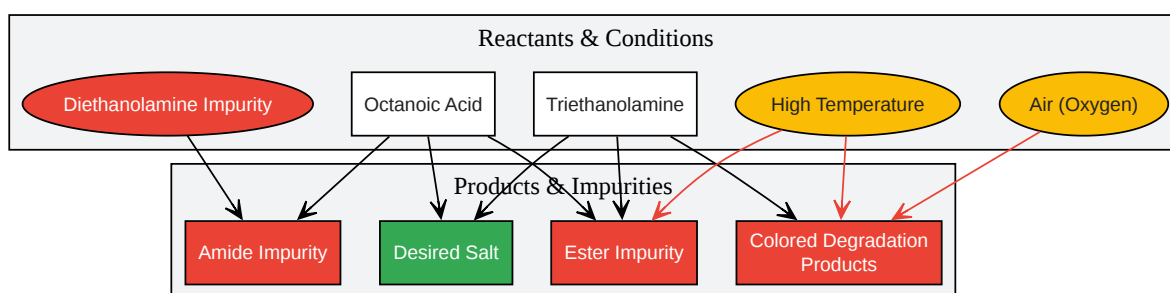 Reactants & Conditions
Diethanolamine Impurity
Octanoic Acid
Triethanolamine
High Temperature
Air (Oxygen)
Products & Impurities
Amide Impurity
Desired Salt
Ester Impurity
Colored Degradation
Products